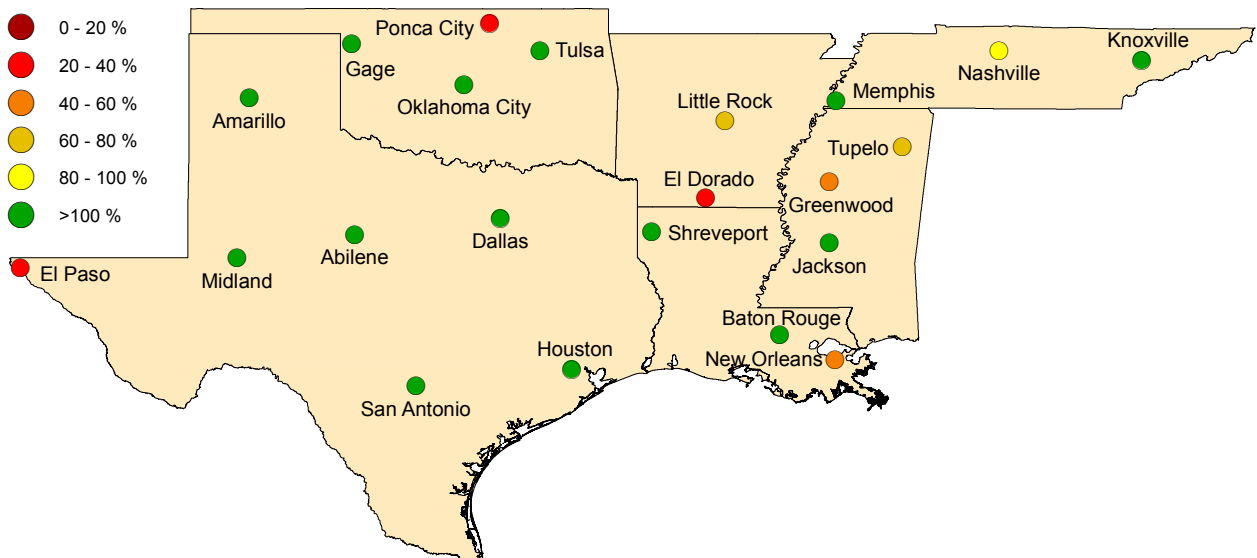 0 - 20 %
20 - 40 %
40 - 60 %
60 - 80 %
80 - 100 %
>100 %
Ponca City
Gage
Tulsa
Oklahoma City
Amarillo
Little Rock
El Dorado
Memphis
Nashville
Knoxville
Tupelo
Greenwood
Jackson
Shreveport
Dallas
Abilene
Midland
El Paso
Baton Rouge
New Orleans
Houston
San Antonio